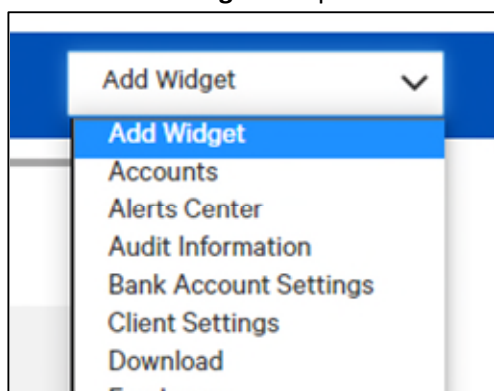 Add Widget
Add Widget
Accounts
Alerts Center
Audit Information
Bank Account Settings
Client Settings
Download